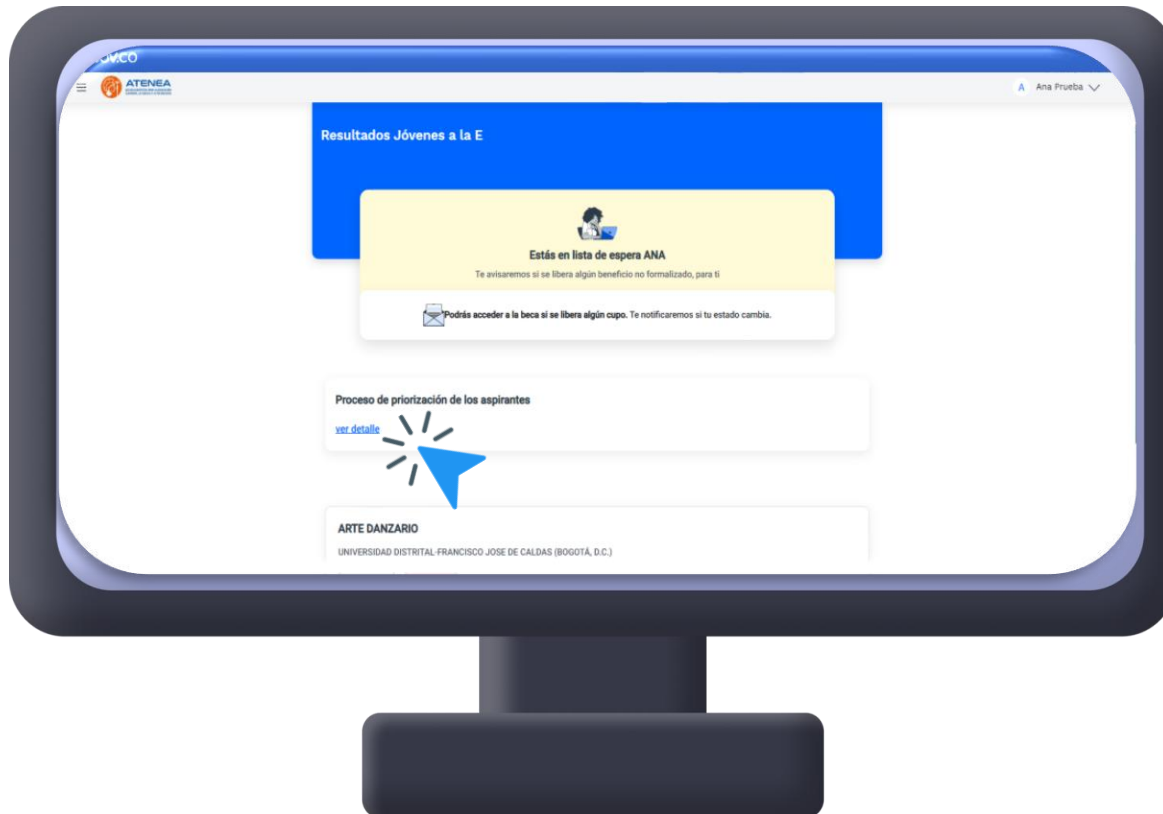 ATENEA
A Ana Prueba
Resultados Jóvenes a la E
Estás en lista de espera ANA
Te avisaremos si se libera algún beneficio no formalizado, para ti
Podrás acceder a la beca si se libera algún cupo. Te notificaremos si tu estado cambia.
Proceso de priorización de los aspirantes
ver detalle
ARTE DANZARIO
UNIVERSIDAD DISTRITAL-FRANCISCO JOSE DE CALDAS (BOGOTÁ, D.C.)